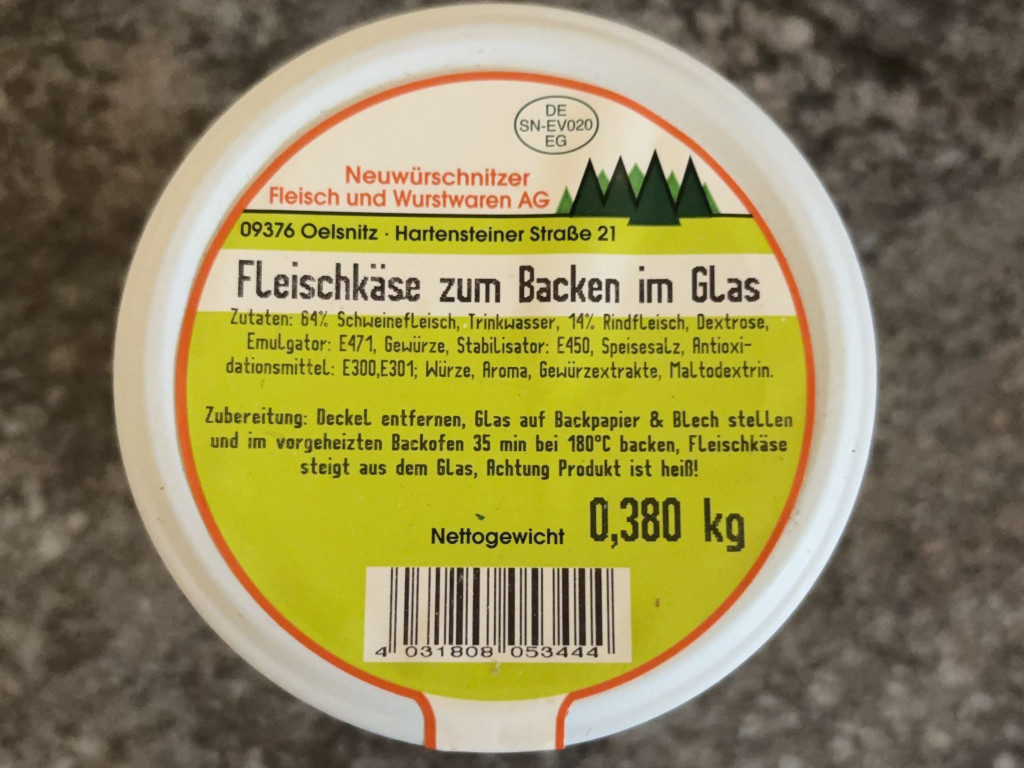 DE
SN-EV020
EG
Neuwürschnitzer
Fleisch und Wurstwaren AG
09376 Oelsnitz · Hartensteiner Straße 21
Fleischkäse zum Backen im Glas
Zutaten: 64% Schweinefleisch, Trinkwasser, 14% Rindfleisch, Dextrose,
Emulgator: E471, Gewürze, Stabilisator: E450, Speisesalz, Antioxi-
dationsmittel: E300,E301; Würze, Aroma, Gewürzextrakte, Maltodextrin.
Zubereitung: Deckel entfernen, Glas auf Backpapier & Blech stellen
und im vorgeheizten Backofen 35 min bei 180°C backen, Fleischkäse
steigt aus dem Glas, Achtung Produkt ist heiß!
Nettogewicht 0,380 kg
4 031808 053444